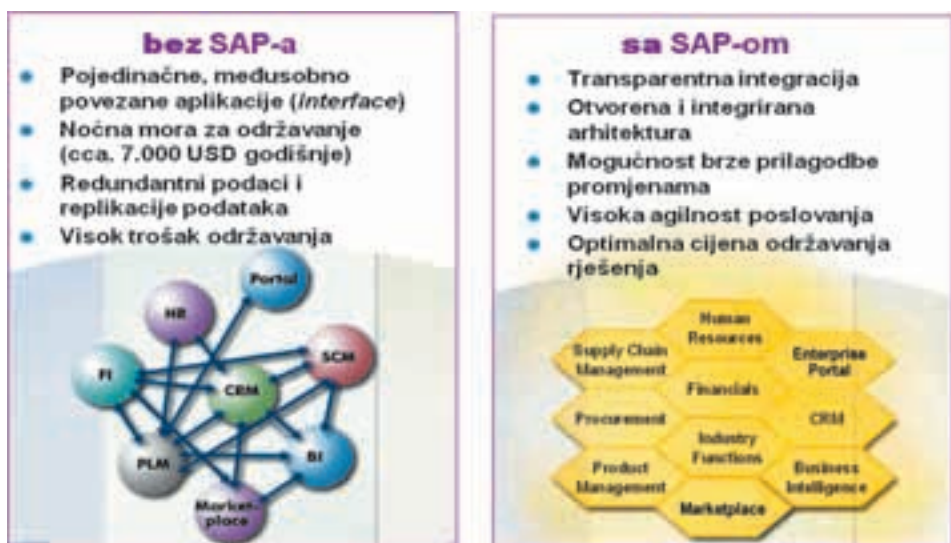 bez SAP-a
Pojedinačne, međusobno
povezane aplikacije (Interface)
Noćna mora za održavanje
(cca. 7.000 USD godišnje)
Redundantni podaci i
replikacije podataka
Visok trošak održavanja
Portal
HR
SCM
FI
CRM
PLM
BI
Market-
place
sa SAP-om
Transparentna integracija
Otvorena i integrirana
arhitektura
Mogućnost brze prilagodbe
promjenama
Visoka agilnost poslovanja
Optimalna cijena održavanja
rješenja
Human
Resources
Supply Chain
Management
Enterprise
Portal
Financials
Procurement
CRM
Industry
Functions
Product
Management
Business
Intelligence
Marketplace